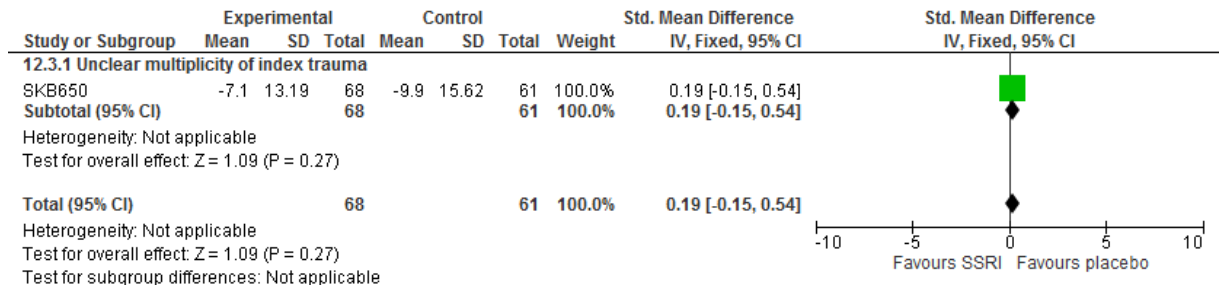 Experimental Control Std. Mean Difference Std. Mean Difference
Study or Subgroup Mean SD Total Mean SD Total Weight IV, Fixed, 95% CI IV, Fixed, 95% CI
12.3.1 Unclear multiplicity of index trauma
SKB650 -7.1 13.19 68 -9.9 15.62 61 100.0% 0.19 [-0.15, 0.54]
Subtotal (95% CI) 68 61 100.0% 0.19 [-0.15, 0.54]
Heterogeneity: Not applicable
Test for overall effect: Z = 1.09 (P = 0.27)
Total (95% CI) 68 61 100.0% 0.19 [-0.15, 0.54]
Heterogeneity: Not applicable
Test for overall effect: Z = 1.09 (P = 0.27)
Test for subgroup differences: Not applicable
-10 -5 0 5 10
Favours SSRI Favours placebo